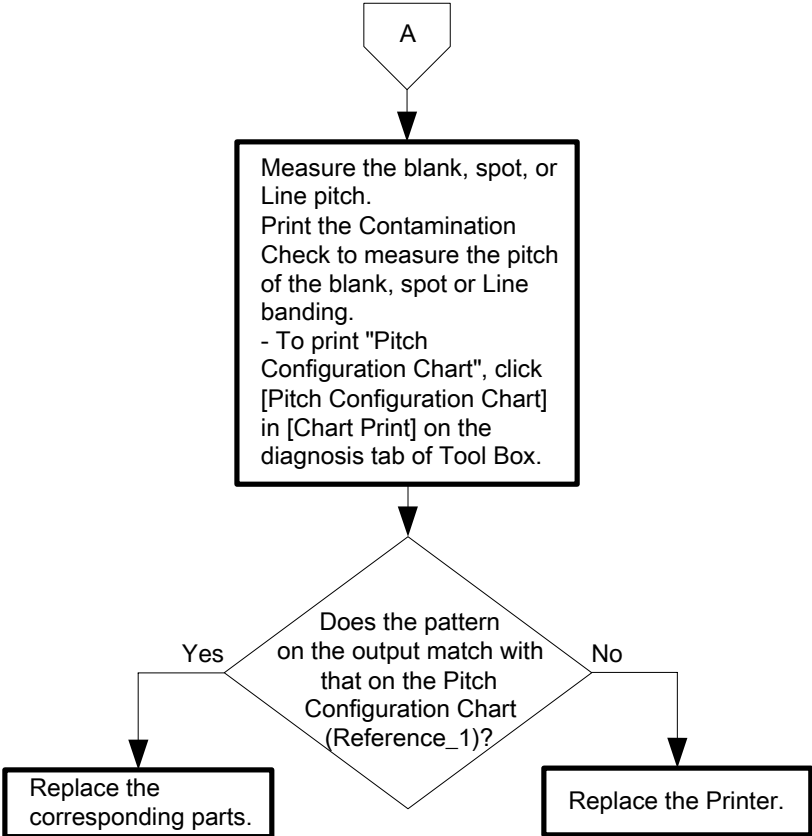 A
Measure the blank, spot, or
Line pitch.
Print the Contamination
Check to measure the pitch
of the blank, spot or Line
banding.
- To print "Pitch
Configuration Chart", click
[Pitch Configuration Chart]
in [Chart Print] on the
diagnosis tab of Tool Box.
Does the pattern
on the output match with
that on the Pitch
Configuration Chart
(Reference_1)?
Yes
No
Replace the
corresponding parts.
Replace the Printer.